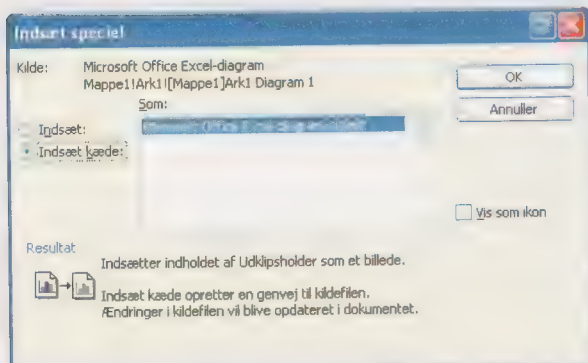 Indsæt speciel
Kilde: Microsoft Office Excel-diagram
Mappe1!Ark1![Mappe1]Ark1 Diagram 1
OK
Annuller
Som:
Indsæt:
Indsæt kæde:
Microsoft Office Excel-diagram
Vis som ikon
Resultat
Indsætter indholdet af Udklipsholder som et billede.
Indsæt kæde opretter en genvej til kildefilen.
Ændringer i kildefilen vil blive opdateret i dokumentet.